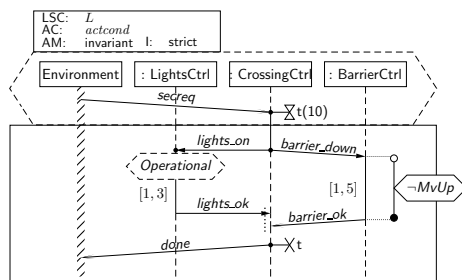 LSC: L
AC: actcond
AM: invariant I: strict
Environment : LightsCtrl : CrossingCtrl : BarrierCtrl
secreq
t(10)
lights_on barrier_down
Operational
[1, 3] [1, 5] ¬MvUp
lights_ok barrier_ok
done t